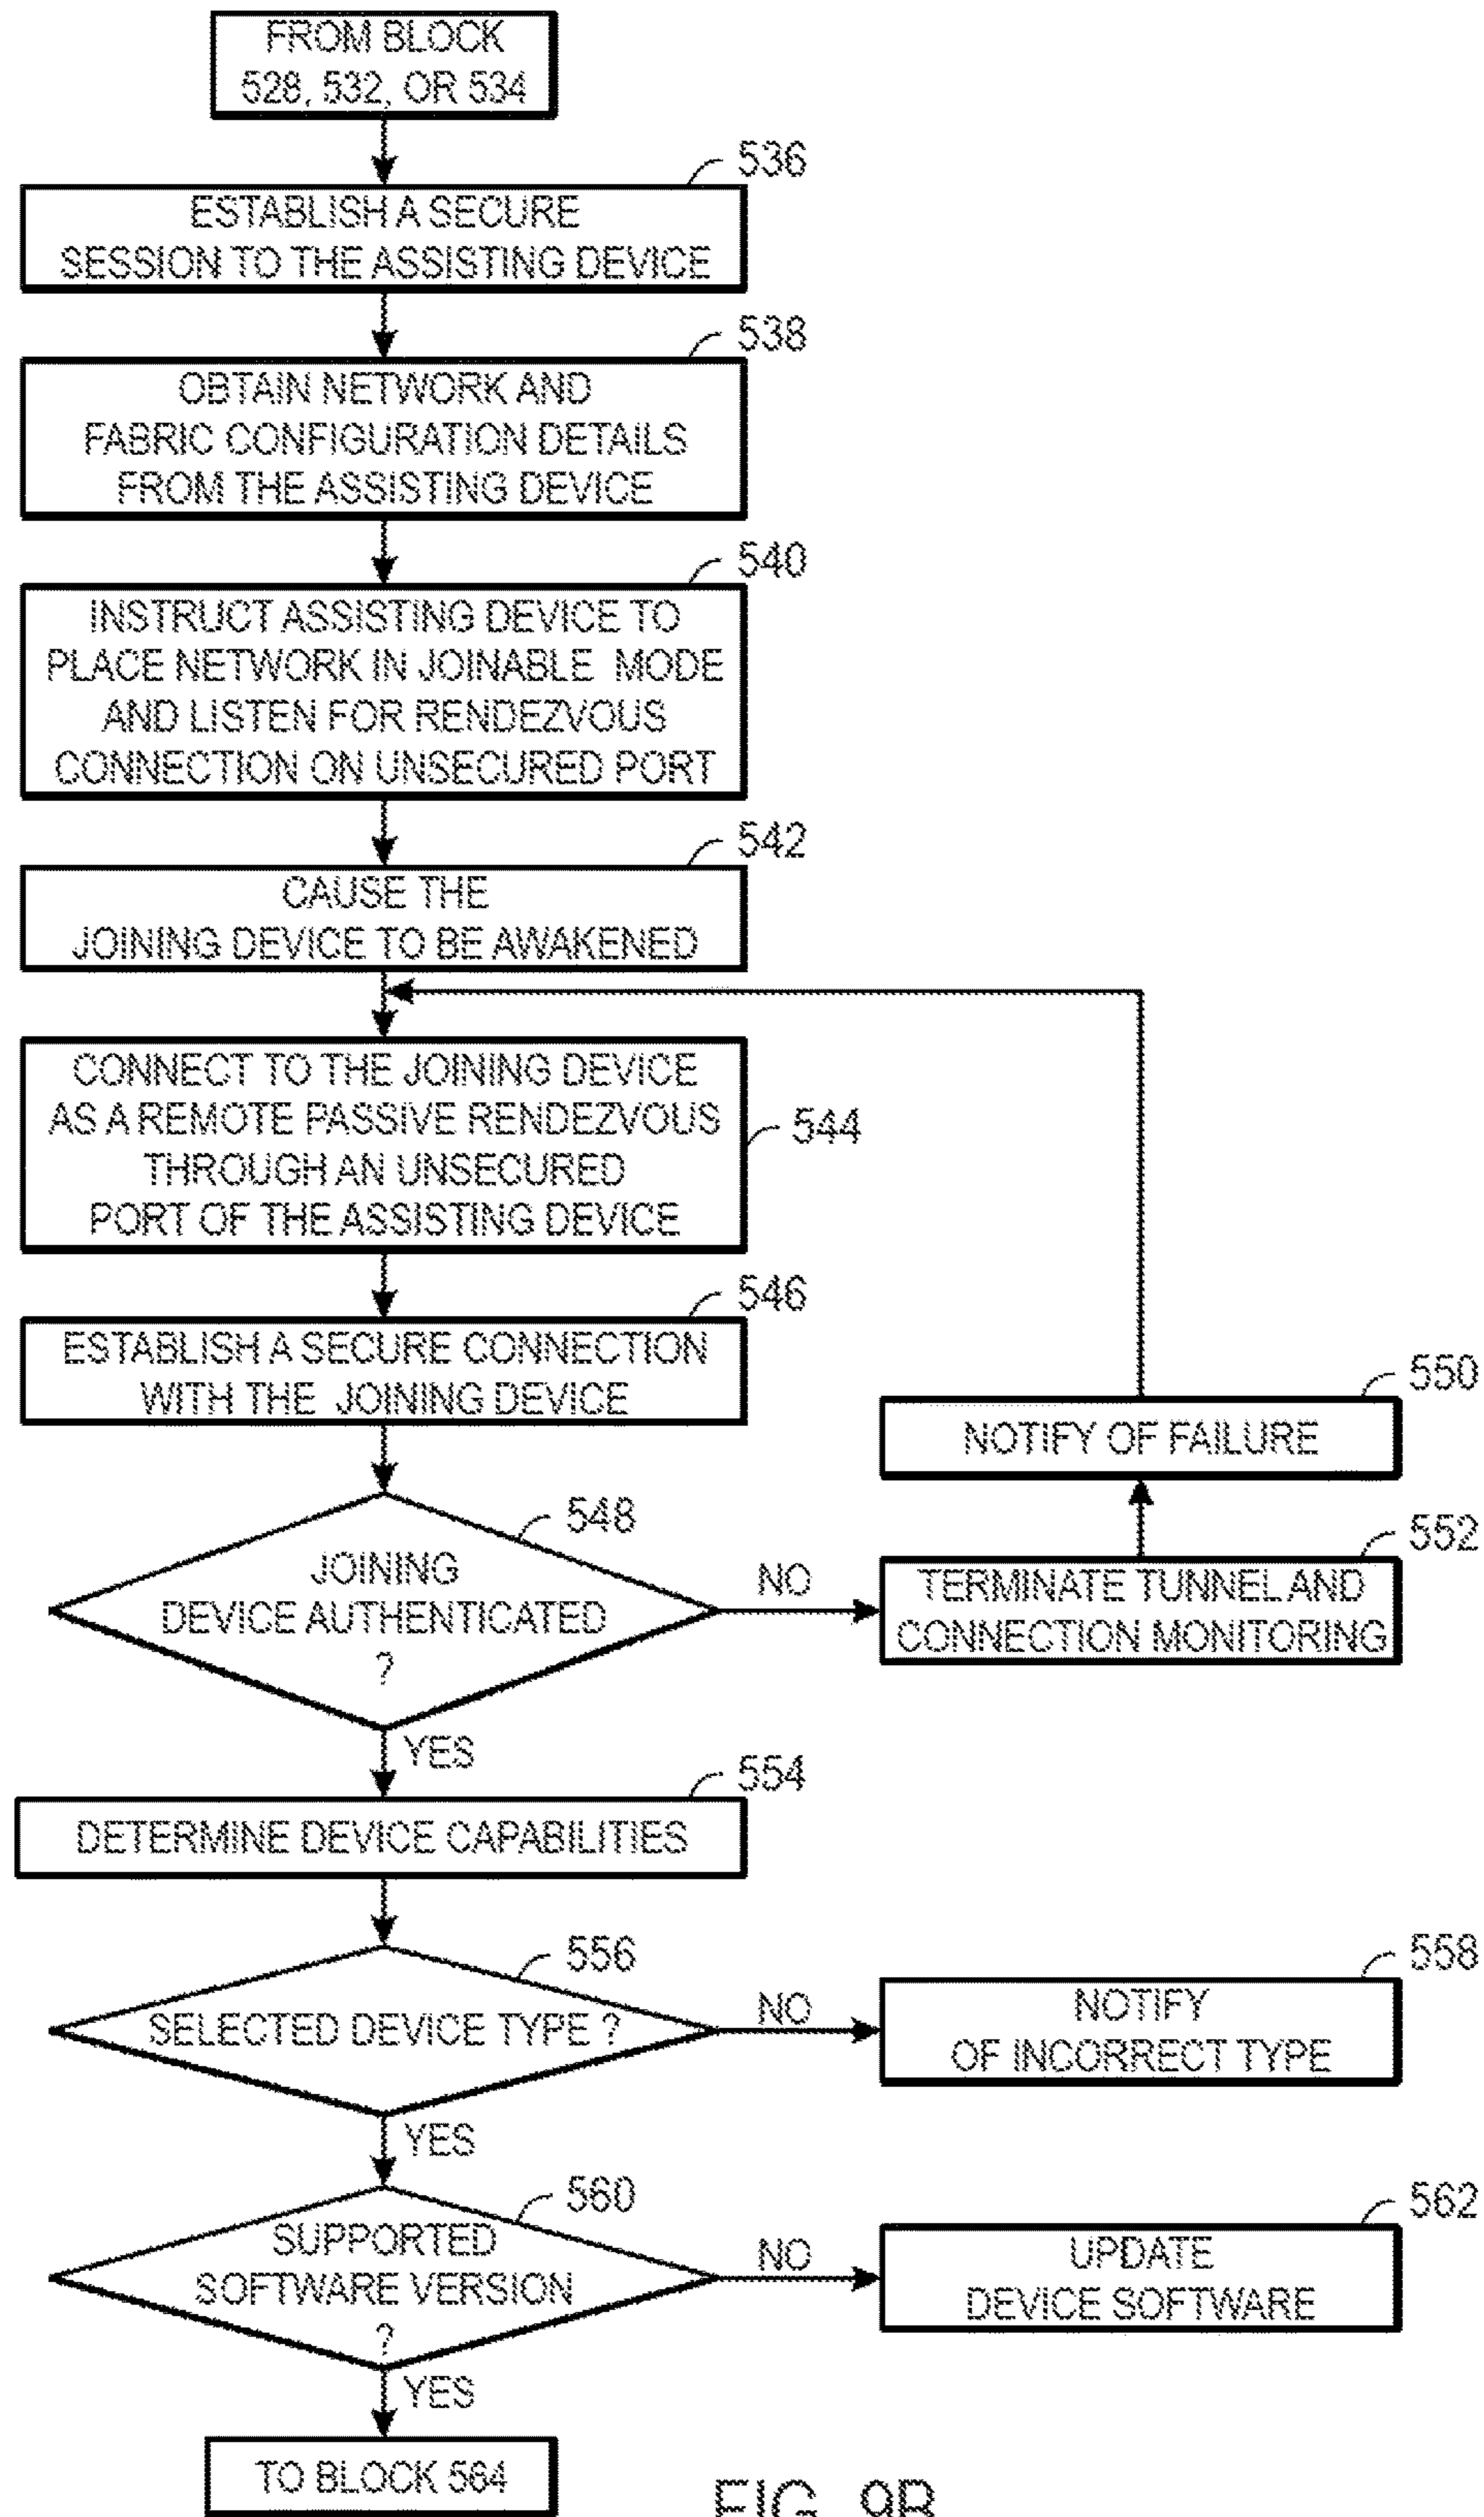 FROM BLOCK
528, 532, OR 534
536
ESTABLISH A SECURE
SESSION TO THE ASSISTING DEVICE
538
OBTAIN NETWORK AND
FABRIC CONFIGURATION DETAILS
FROM THE ASSISTING DEVICE
540
INSTRUCT ASSISTING DEVICE TO
PLACE NETWORK IN JOINABLE MODE
AND LISTEN FOR RENDEZVOUS
CONNECTION ON UNSECURED PORT
542
CAUSE THE
JOINING DEVICE TO BE AWAKENED
CONNECT TO THE JOINING DEVICE
AS A REMOTE PASSIVE RENDEZVOUS
THROUGH AN UNSECURED
PORT OF THE ASSISTING DEVICE
544
546
ESTABLISH A SECURE CONNECTION
WITH THE JOINING DEVICE
550
NOTIFY OF FAILURE
548
JOINING
DEVICE AUTHENTICATED
?
NO
552
TERMINATE TUNNEL AND
CONNECTION MONITORING
YES
554
DETERMINE DEVICE CAPABILITIES
556
SELECTED DEVICE TYPE ?
NO
558
NOTIFY
OF INCORRECT TYPE
YES
560
SUPPORTED
SOFTWARE VERSION
?
NO
562
UPDATE
DEVICE SOFTWARE
YES
TO BLOCK 564
FIG. 9B